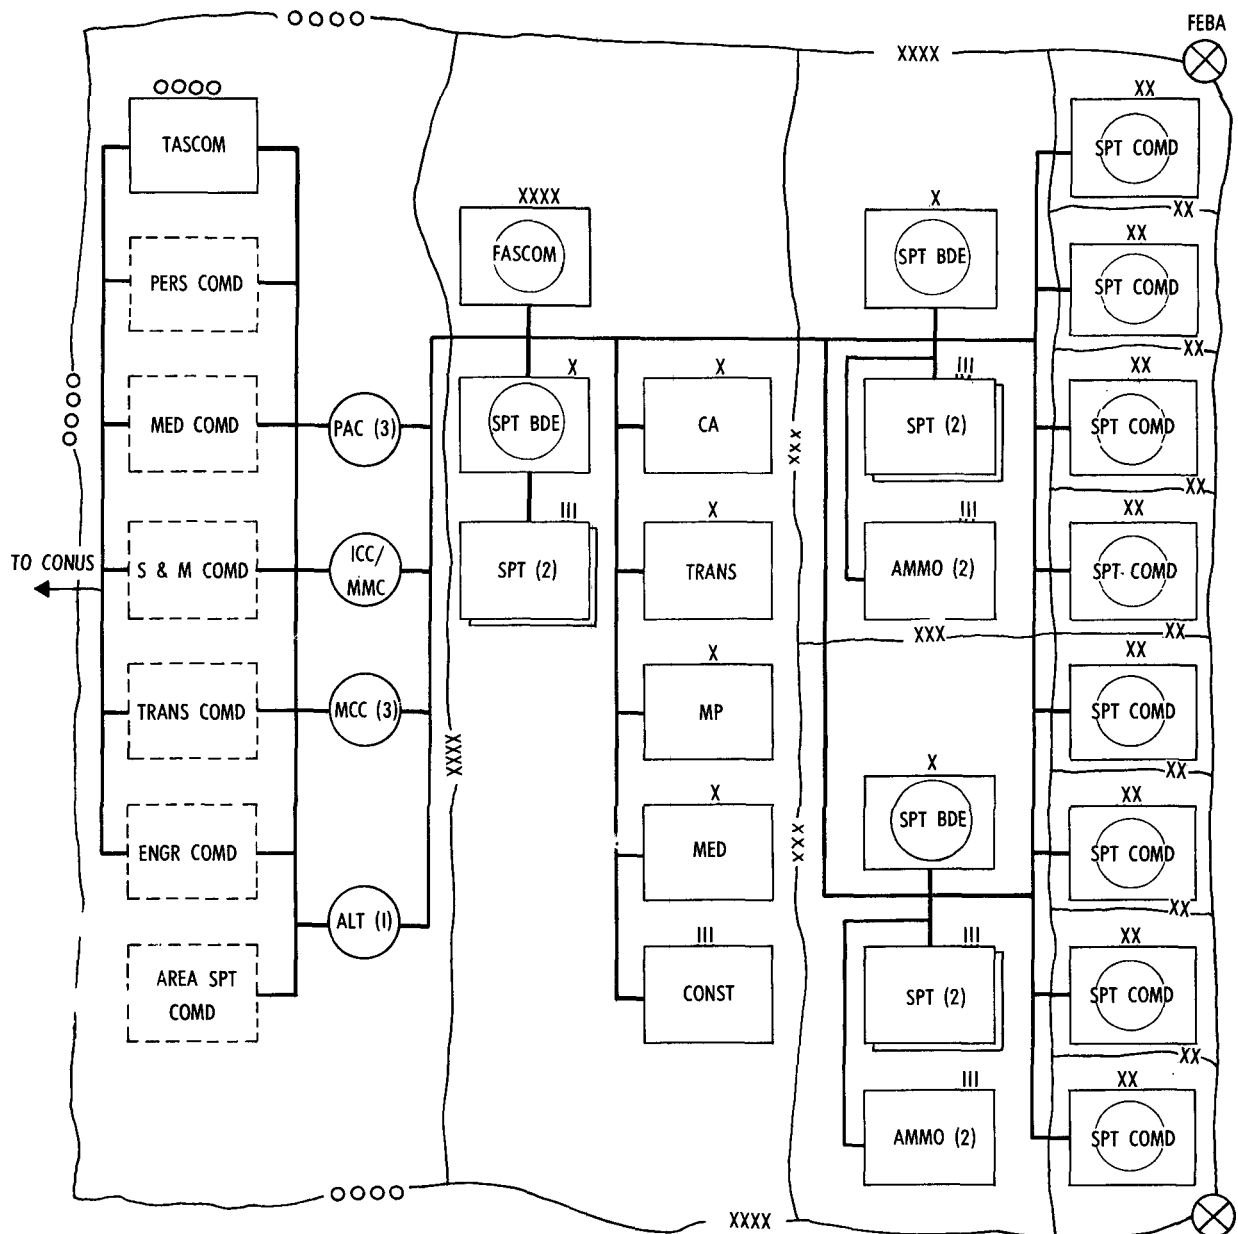 FEBA
OOOO
XXXX
OOOO
TASCOM
PERS COMD
MED COMD
S & M COMD
TRANS COMD
ENGR COMD
AREA SPT
COMD
OOOO
TO CONUS
PAC (3)
ICC/
MMC
MCC (3)
ALT (1)
XXXX
XXXX
FASCOM
X
SPT BDE
III
SPT (2)
X
CA
X
TRANS
X
MP
X
MED
III
CONST
XXX
XXX
X
SPT BDE
III
SPT (2)
III
AMMO (2)
XXX
X
SPT BDE
III
SPT (2)
III
AMMO (2)
XX
SPT COMD
XX
XX
SPT COMD
XX
XX
SPT COMD
XX
XX
SPT COMD
XX
XX
SPT COMD
XX
XX
SPT COMD
XX
XX
SPT COMD
XX
XX
SPT COMD
OOOO
XXXX